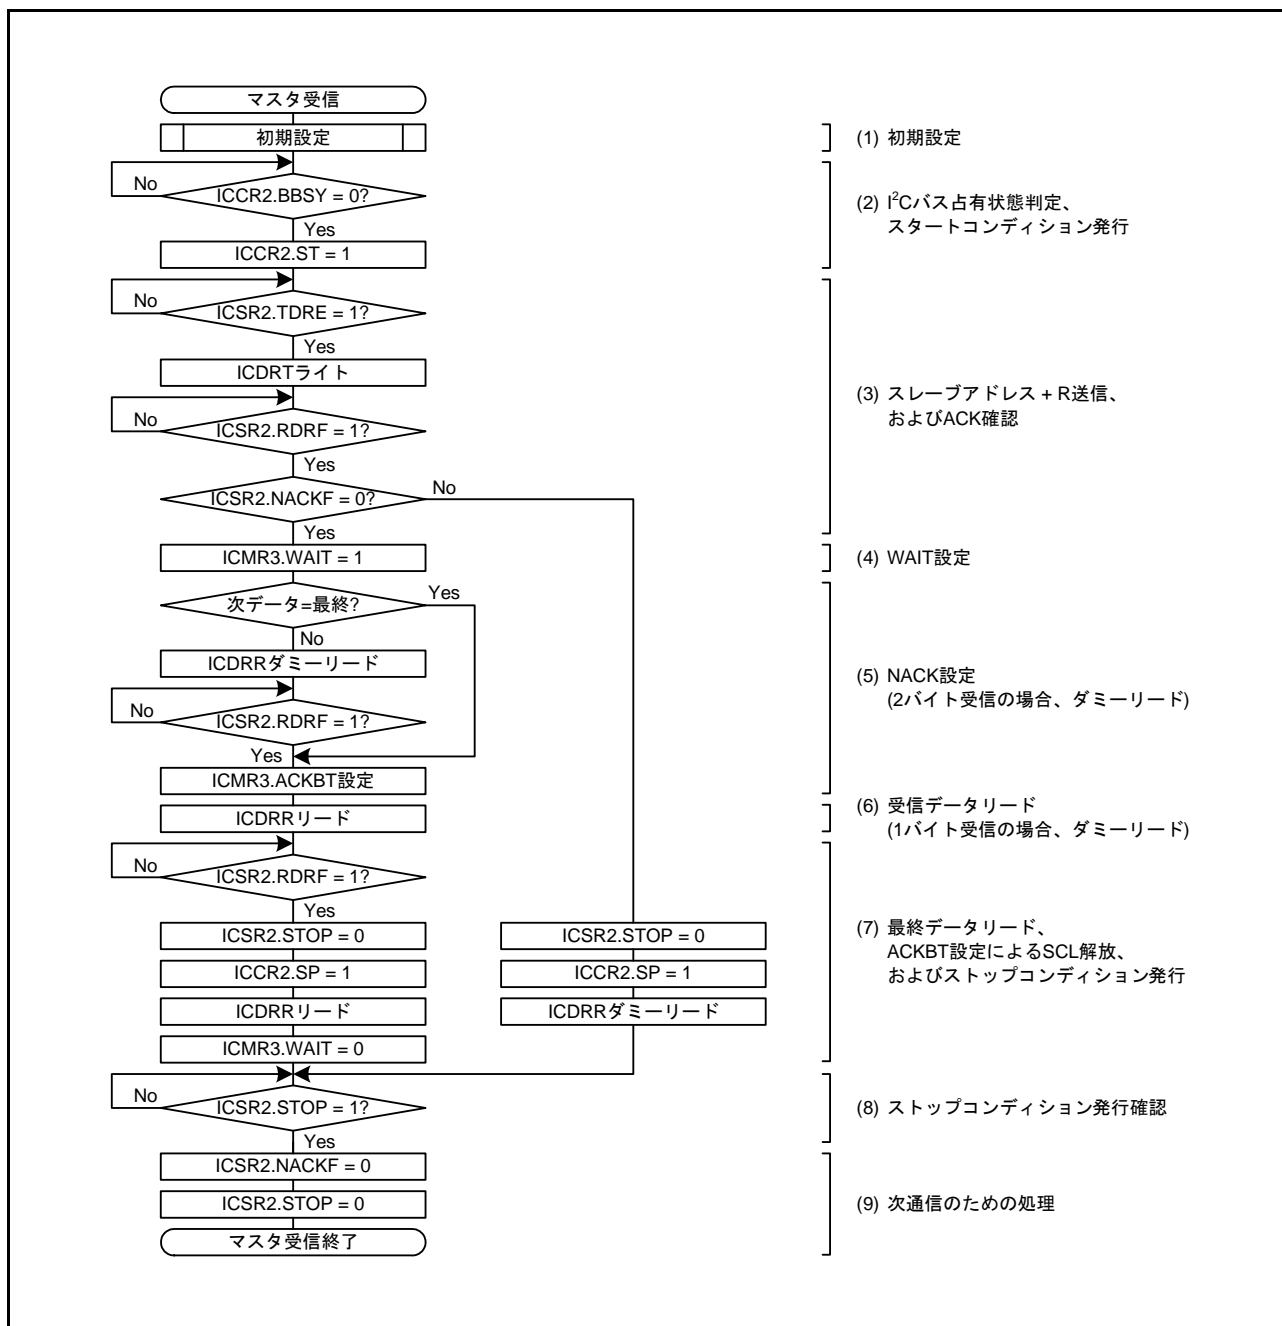 マスタ受信
初期設定
No
ICCR2.BBSY = 0?
Yes
ICCR2.ST = 1
No
ICSR2.TDRE = 1?
Yes
ICDRTライト
No
ICSR2.RDRF = 1?
Yes
ICSR2.NACKF = 0?
No
Yes
ICMR3.WAIT = 1
次データ=最終?
Yes
No
ICDRRダミーリード
No
ICSR2.RDRF = 1?
Yes
ICMR3.ACKBT設定
ICDRRリード
No
ICSR2.RDRF = 1?
Yes
ICSR2.STOP = 0
ICCR2.SP = 1
ICDRRリード
ICMR3.WAIT = 0
ICSR2.STOP = 0
ICCR2.SP = 1
ICDRRダミーリード
No
ICSR2.STOP = 1?
Yes
ICSR2.NACKF = 0
ICSR2.STOP = 0
マスタ受信終了
(1) 初期設定
(2) I²Cバス占有状態判定、
スタートコンディション発行
(3) スレーブアドレス + R送信、
およびACK確認
(4) WAIT設定
(5) NACK設定
(2バイト受信の場合、ダミーリード)
(6) 受信データリード
(1バイト受信の場合、ダミーリード)
(7) 最終データリード、
ACKBT設定によるSCL解放、
およびストップコンディション発行
(8) ストップコンディション発行確認
(9) 次通信のための処理